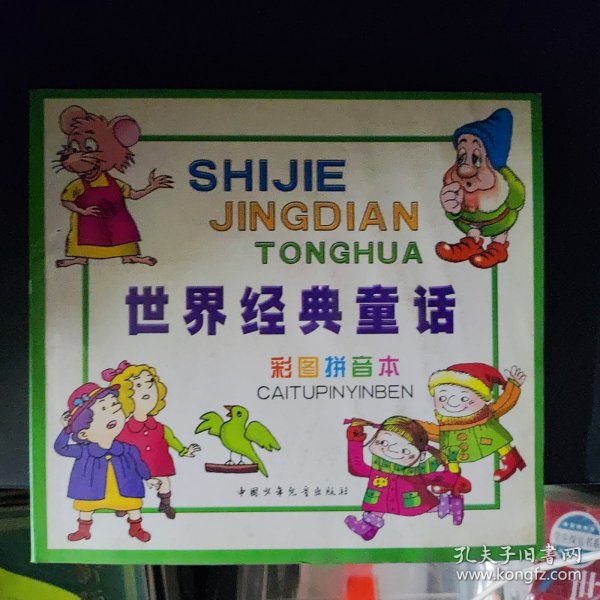 SHIJIE
JINGDIAN
TONGHUA
世界经典童话
彩图拼音本
CAITUPINYINBEN
中国少年儿童出版社
孔夫子旧书网
www.kongfz.com